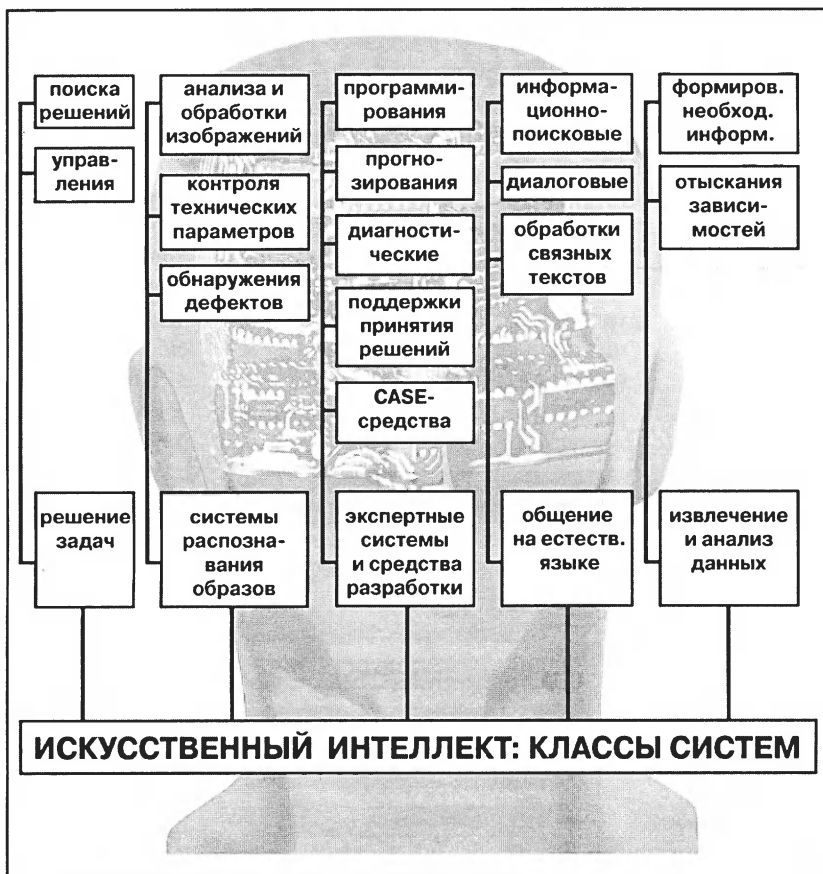 поиска
решений
управ-
ления
анализа и
обработки
изображений
контроля
технических
параметров
обнаружения
дефектов
программи-
рования
прогно-
зирования
диагности-
ческие
поддержки
принятия
решений
CASE-
средства
информа-
ционно-
поисковые
диалоговые
обработки
связных
текстов
формиров.
необход.
информ.
отыскания
зависи-
мостей
решение
задач
системы
распозна-
вания
образов
экспертные
системы
и средства
разработки
общение
на естеств.
языке
извлечение
и анализ
данных
ИСКУССТВЕННЫЙ ИНТЕЛЛЕКТ: КЛАССЫ СИСТЕМ